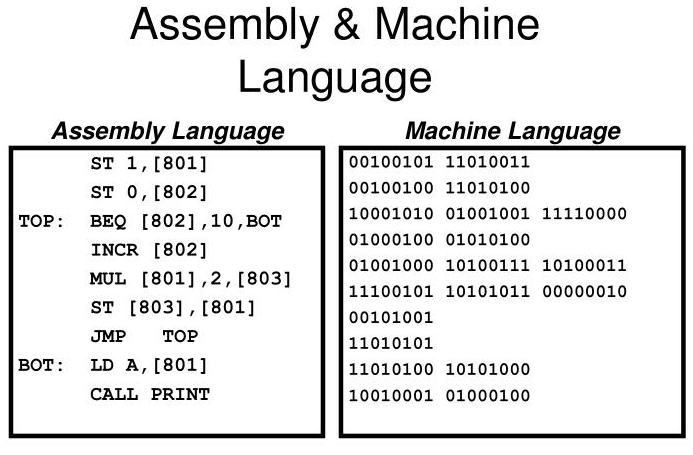 Assembly & Machine
Language
Assembly Language
ST 1,[801]
ST 0,[802]
TOP: BEQ [802],10,BOT
INCR [802]
MUL [801],2,[803]
ST [803],[801]
JMP TOP
BOT: LD A,[801]
CALL PRINT
Machine Language
00100101 11010011
00100100 11010100
10001010 01001001 11110000
01000100 01010100
01001000 10100111 10100011
11100101 10101011 00000010
00101001
11010101
11010100 10101000
10010001 01000100